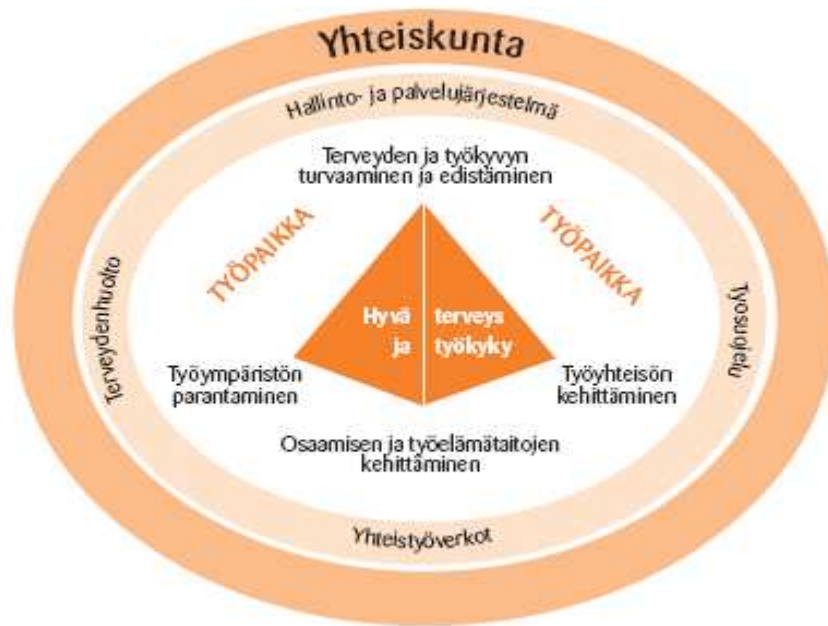 Yhteiskunta
Hallinto- ja palvelujärjestelmä
Terveyden ja työkyvyn
turvaaminen ja edistäminen
TYÖPAIKKA
TYÖPAIKKA
Terveydenhuolto
Työsuojelu
Hyvä terveys
ja työkyky
Työympäristön
parantaminen
Työyhteisön
kehittäminen
Osaamisen ja työelämätaitojen
kehittäminen
Yhteistyöverkot